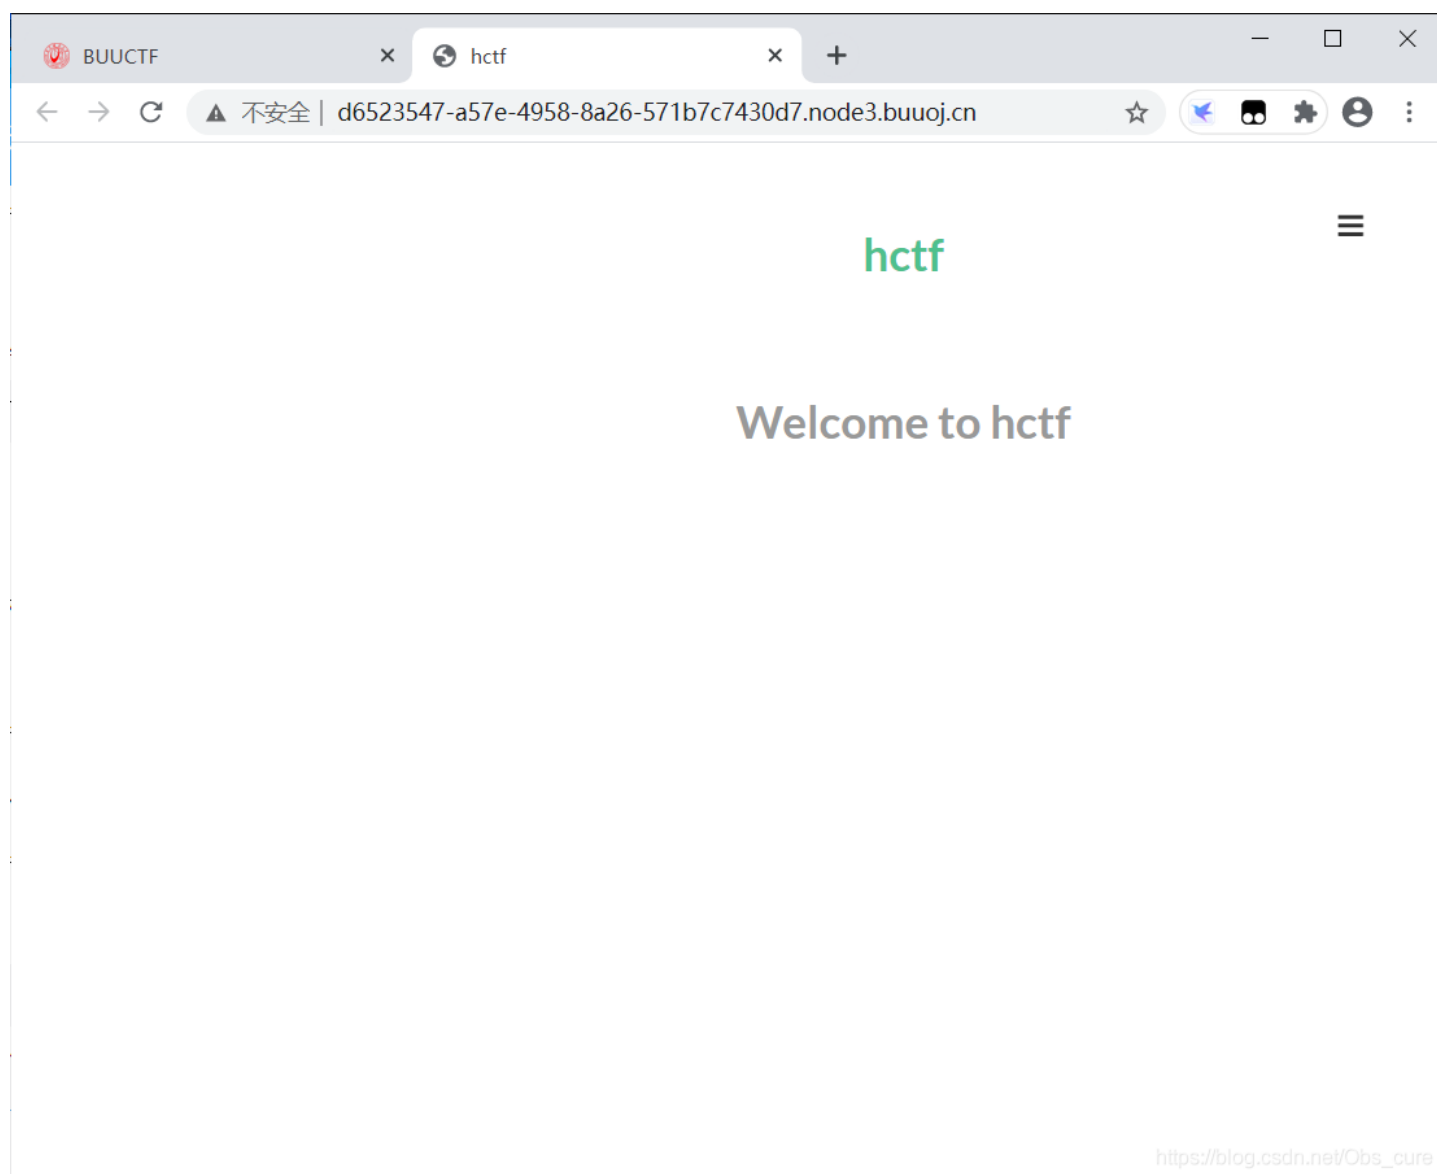 BUUCTF
hctf
不安全 | d6523547-a57e-4958-8a26-571b7c7430d7.node3.buuoj.cn
hctf
Welcome to hctf
https://blog.csdn.net/Obs_cure